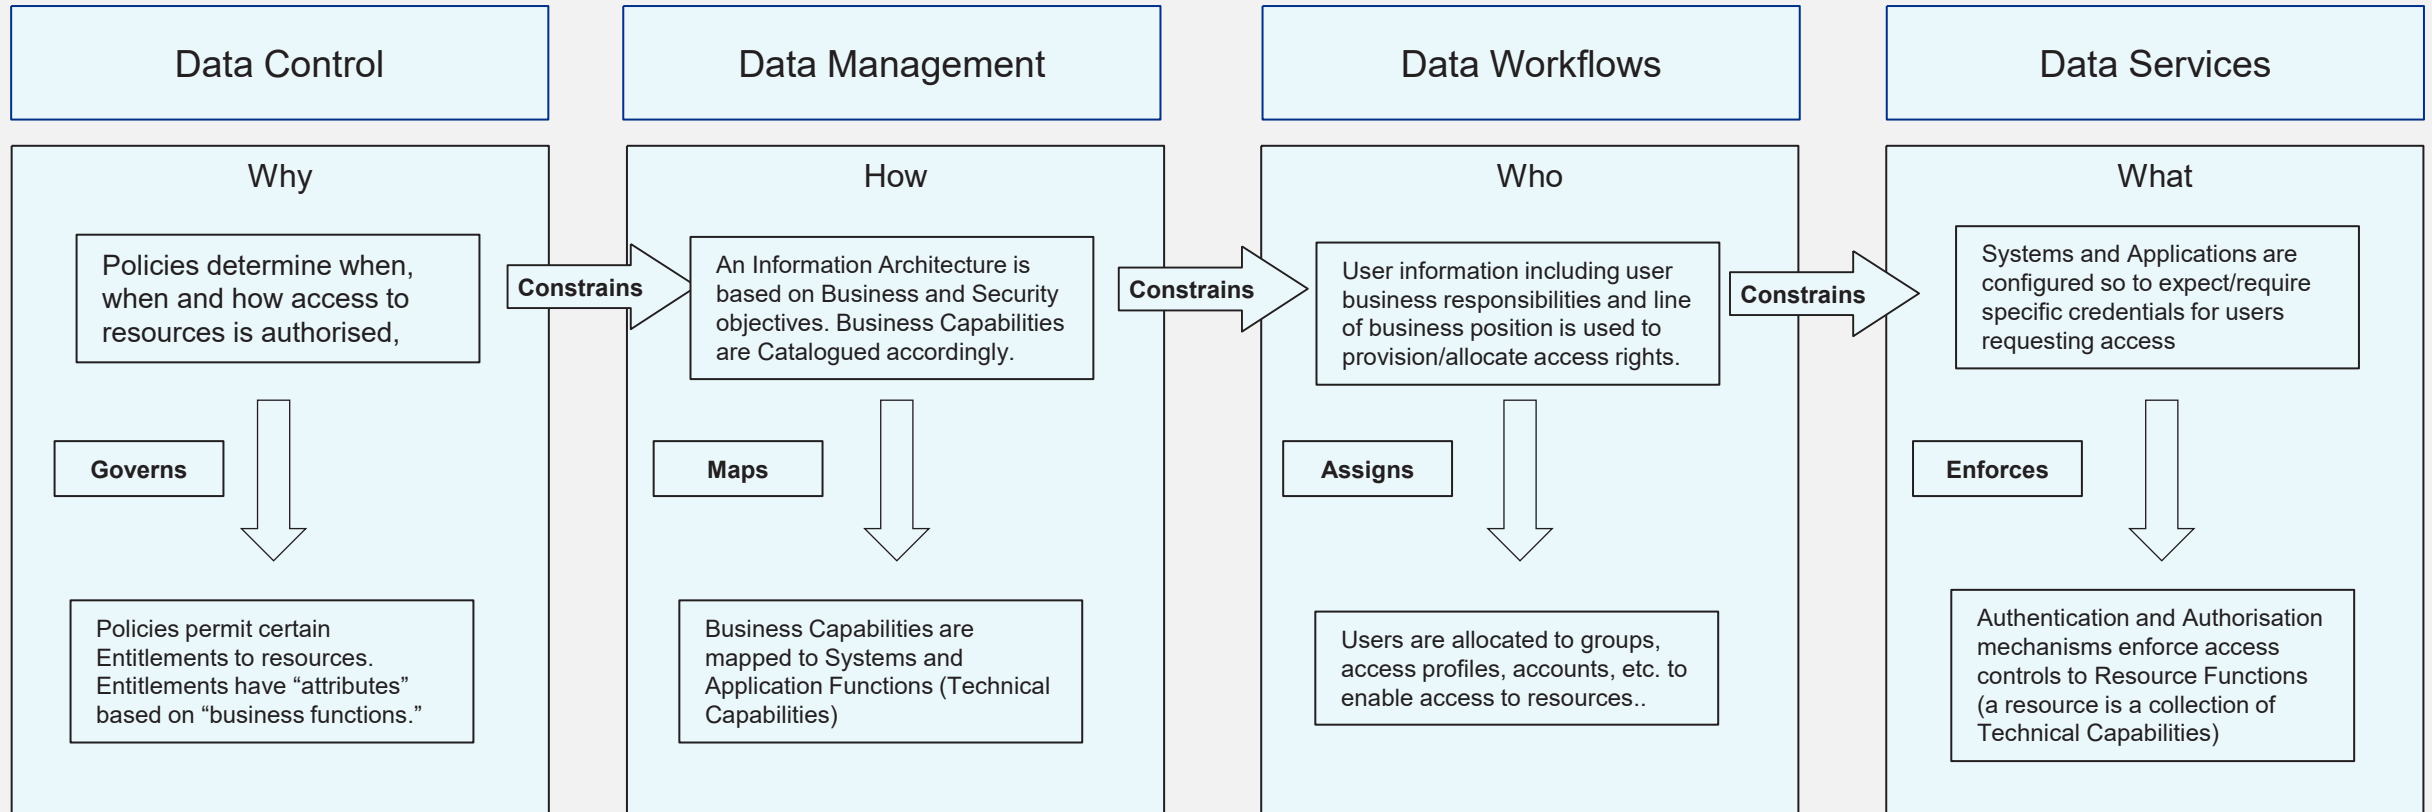 Data Control
Data Management
Data Workflows
Data Services
Why
Policies determine when,
when and how access to
resources is authorised,
Governs
Policies permit certain
Entitlements to resources.
Entitlements have “attributes”
based on “business functions.”
Constrains
How
An Information Architecture is
based on Business and Security
objectives. Business Capabilities
are Catalogued accordingly.
Maps
Business Capabilities are
mapped to Systems and
Application Functions (Technical
Capabilities)
Constrains
Who
User information including user
business responsibilities and line
of business position is used to
provision/allocate access rights.
Assigns
Users are allocated to groups,
access profiles, accounts, etc. to
enable access to resources..
Constrains
What
Systems and Applications are
configured so to expect/require
specific credentials for users
requesting access
Enforces
Authentication and Authorisation
mechanisms enforce access
controls to Resource Functions
(a resource is a collection of
Technical Capabilities)